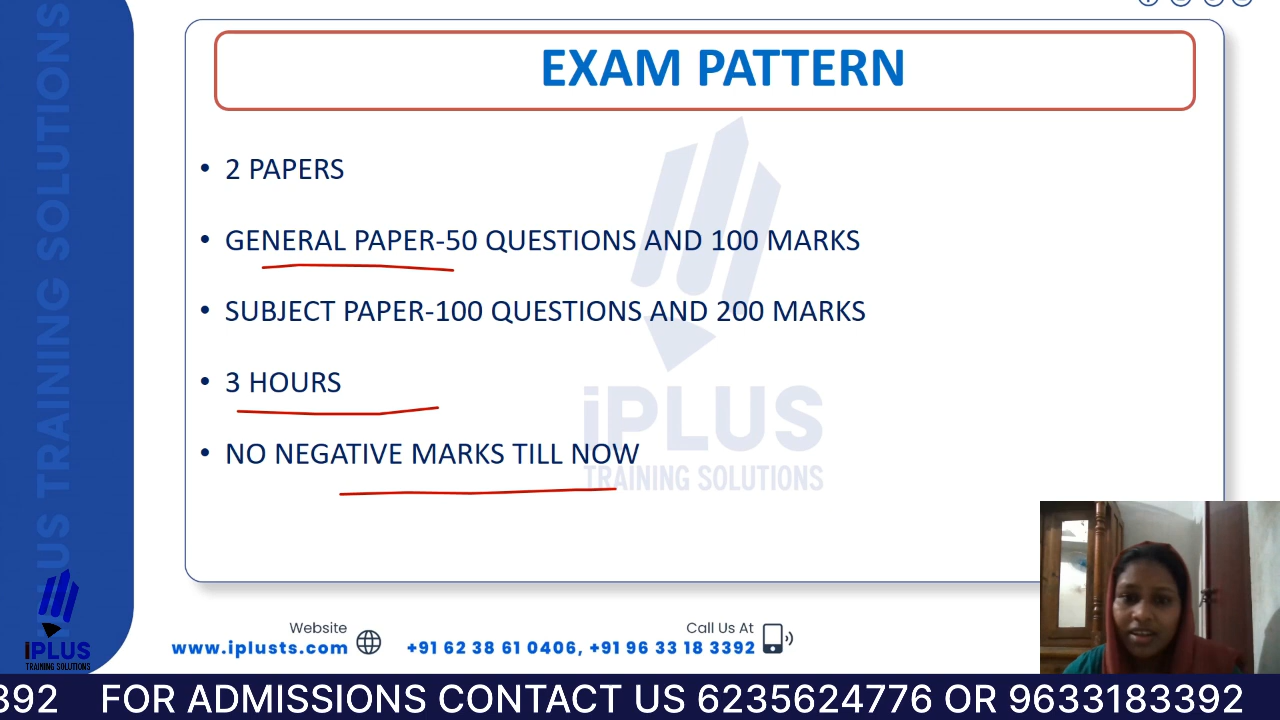 IPLUS TRAINING SOLUTIONS
EXAM PATTERN
• 2 PAPERS
• GENERAL PAPER-50 QUESTIONS AND 100 MARKS
• SUBJECT PAPER-100 QUESTIONS AND 200 MARKS
• 3 HOURS
• NO NEGATIVE MARKS TILL NOW
iPLUS
TRAINING SOLUTIONS
iPLUS
TRAINING SOLUTIONS
Website
www.iplusts.com
Call Us At
+91 62 38 61 0406, +91 96 33 18 3392
392 FOR ADMISSIONS CONTACT US 6235624776 OR 9633183392